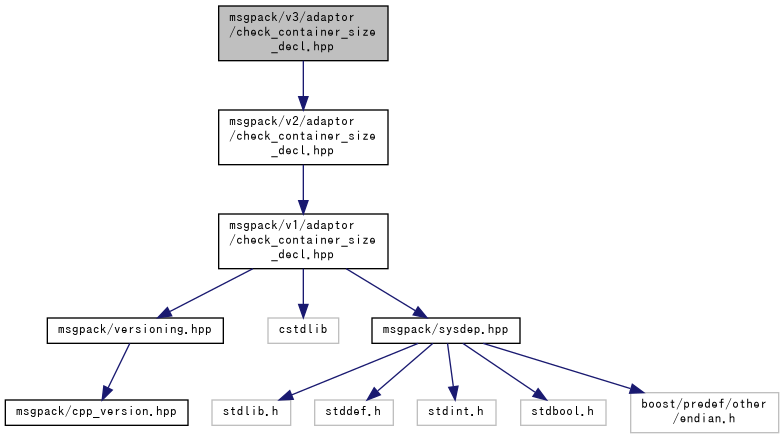 msgpack/v3/adaptor
/check_container_size
_decl.hpp
msgpack/v2/adaptor
/check_container_size
_decl.hpp
msgpack/v1/adaptor
/check_container_size
_decl.hpp
msgpack/versioning.hpp
cstdlib
msgpack/sysdep.hpp
msgpack/cpp_version.hpp
stdlib.h
stddef.h
stdint.h
stdbool.h
boost/predef/other
/endian.h